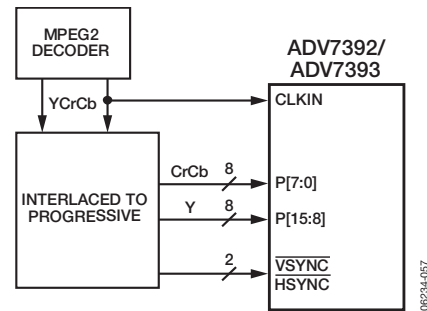 MPEG2
DECODER
YCrCb
INTERLACED TO
PROGRESSIVE
CrCb 8
Y 8
2
ADV7392/
ADV7393
CLKIN
P[7:0]
P[15:8]
VSYNC
HSYNC
06234-057